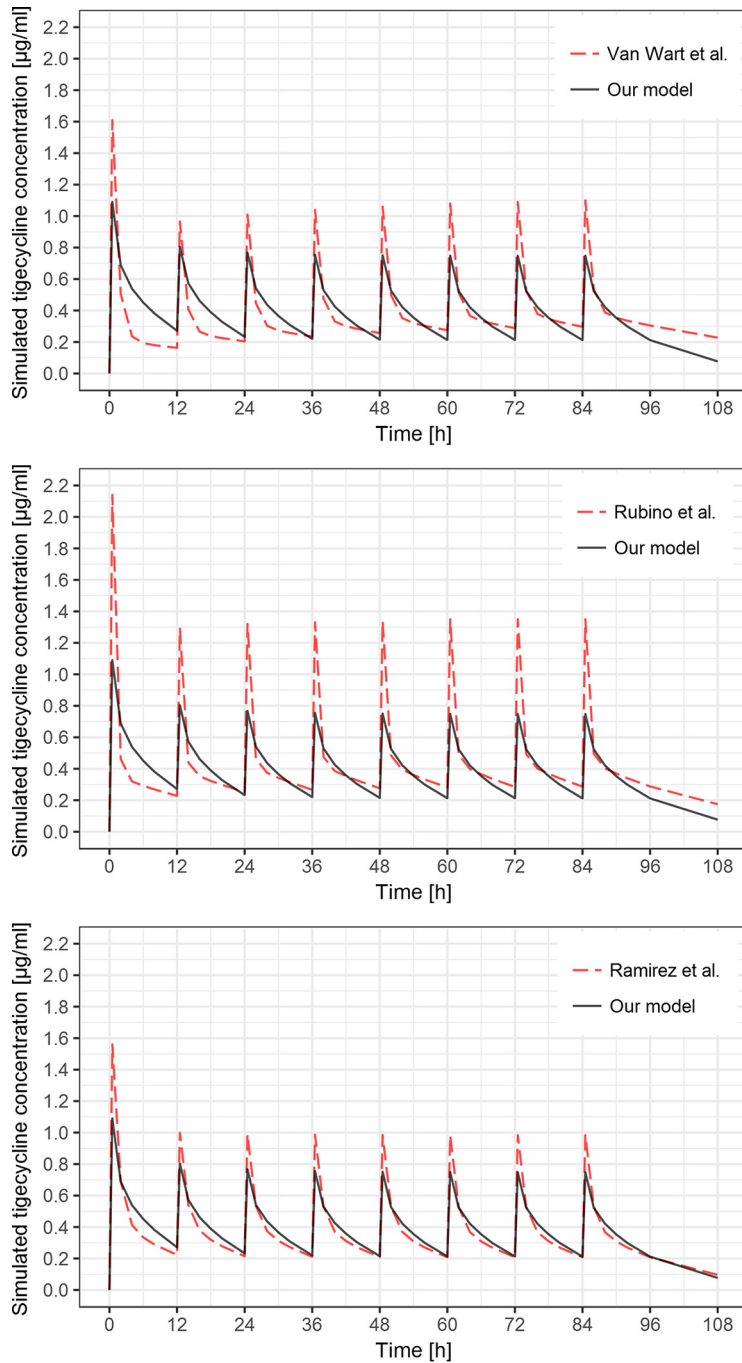 Simulated tigecycline concentration [µg/ml]
2.2
2.0
1.8
1.6
1.4
1.2
1.0
0.8
0.6
0.4
0.2
0.0
Van Wart et al.
Our model
0 12 24 36 48 60 72 84 96 108
Time [h]
Simulated tigecycline concentration [µg/ml]
2.2
2.0
1.8
1.6
1.4
1.2
1.0
0.8
0.6
0.4
0.2
0.0
Rubino et al.
Our model
0 12 24 36 48 60 72 84 96 108
Time [h]
Simulated tigecycline concentration [µg/ml]
2.2
2.0
1.8
1.6
1.4
1.2
1.0
0.8
0.6
0.4
0.2
0.0
Ramirez et al.
Our model
0 12 24 36 48 60 72 84 96 108
Time [h]